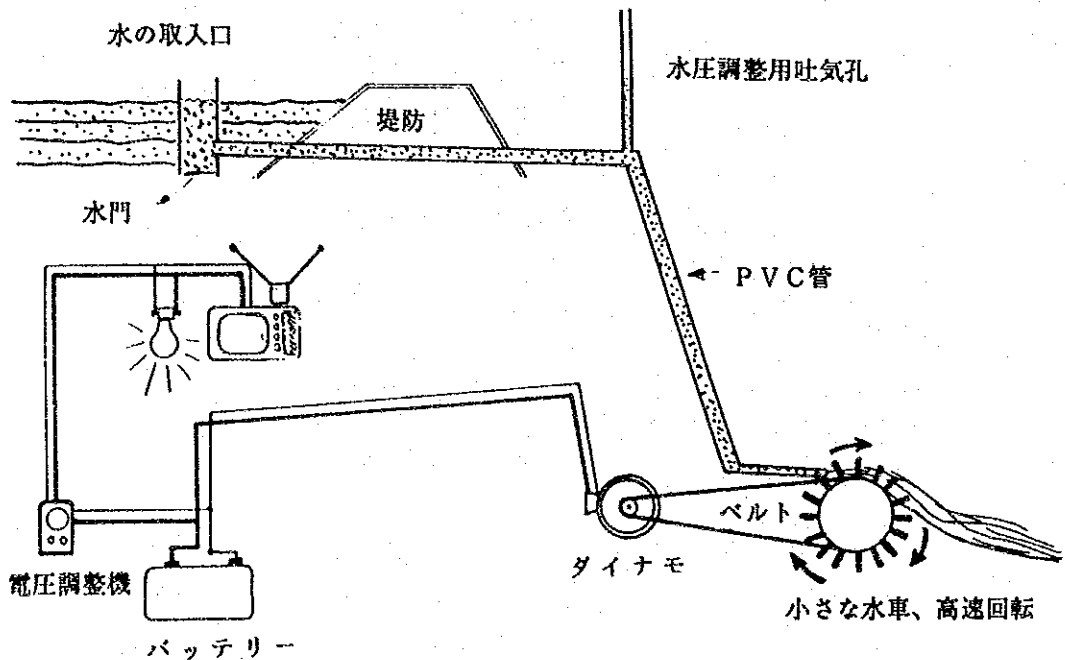 水の取入口
水圧調整用吐気孔
堤防
水門
PVC管
ベルト
ダイナモ
電圧調整機
小さな水車、高速回転
バッテリー